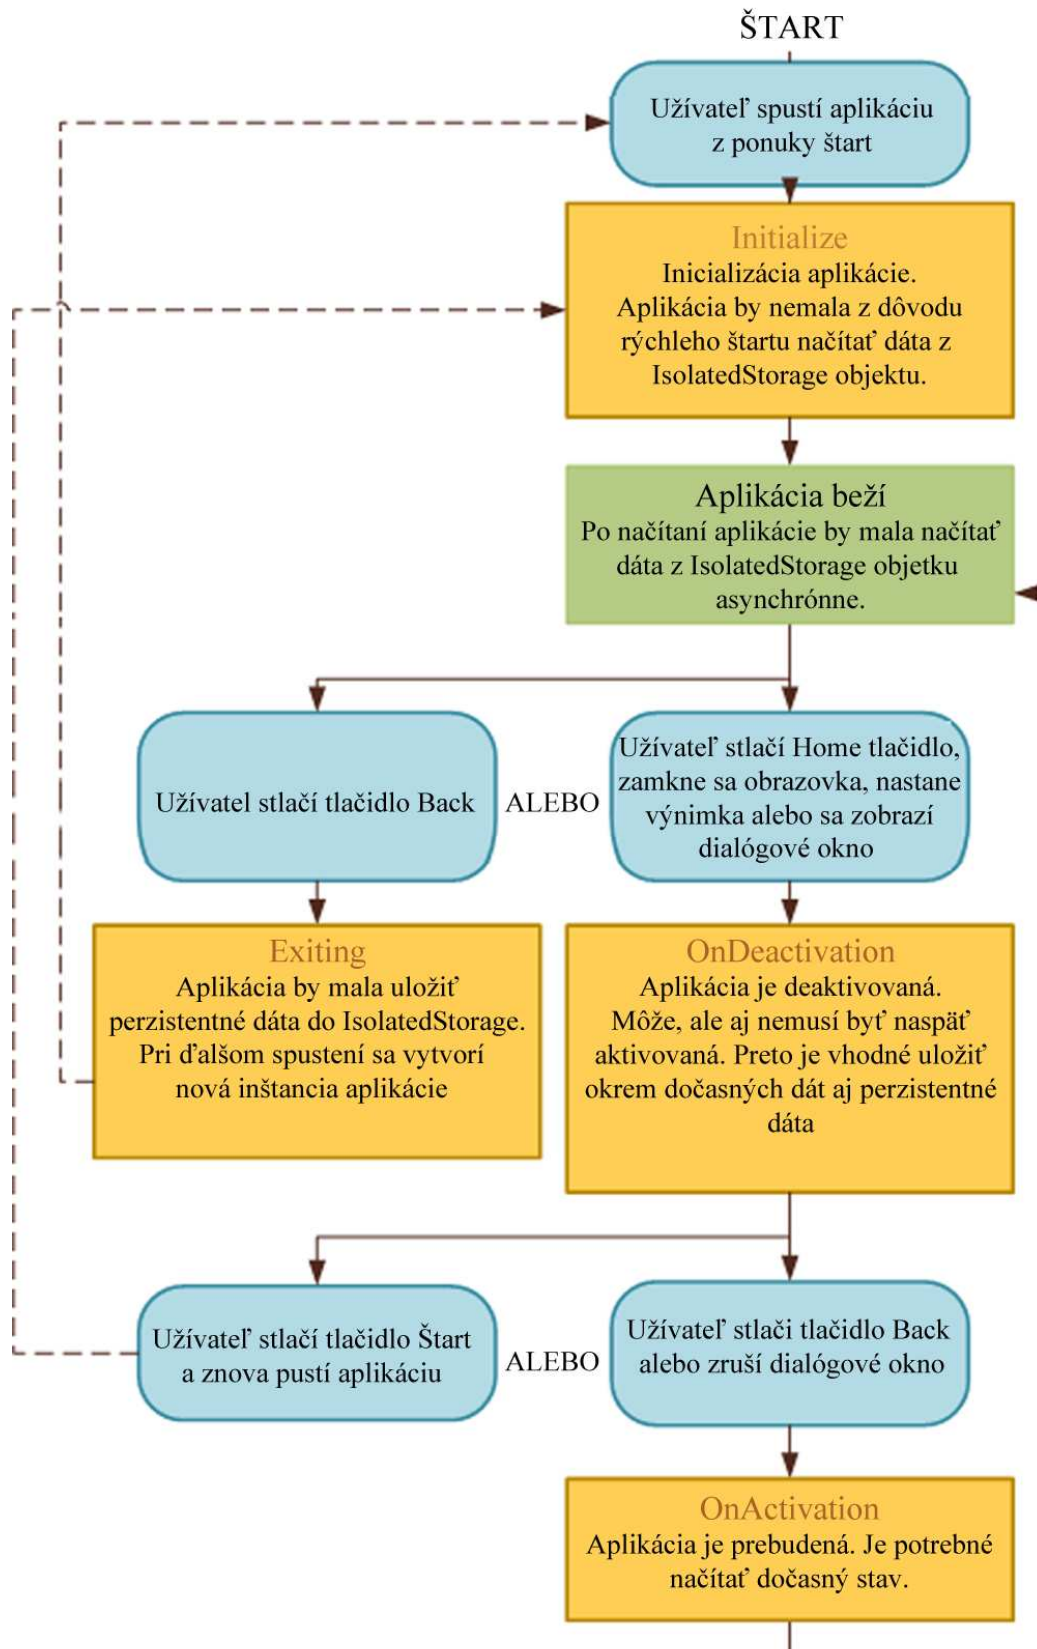 ŠTART
Užívateľ spustí aplikáciu
z ponuky štart
Initialize
Inicializácia aplikácie.
Aplikácia by nemala z dôvodu
rýchleho štartu načítať dáta z
IsolatedStorage objektu.
Aplikácia beží
Po načítaní aplikácie by mala načítať
dáta z IsolatedStorage objetku
asynchrónne.
Užívatel stlačí tlačidlo Back
ALEBO
Užívateľ stlačí Home tlačidlo,
zamkne sa obrazovka, nastane
výnimka alebo sa zobrazí
dialógové okno
Exiting
Aplikácia by mala uložiť
perzistentné dáta do IsolatedStorage.
Pri ďalšom spustení sa vytvorí
nová inštancia aplikácie
OnDeactivation
Aplikácia je deaktivovaná.
Môže, ale aj nemusí byť naspäť
aktivovaná. Preto je vhodné uložiť
okrem dočasných dát aj perzistentné
dáta
Užívateľ stlačí tlačidlo Štart
a znova pustí aplikáciu
ALEBO
Užívateľ stlači tlačidlo Back
alebo zruší dialógové okno
OnActivation
Aplikácia je prebudená. Je potrebné
načítať dočasný stav.